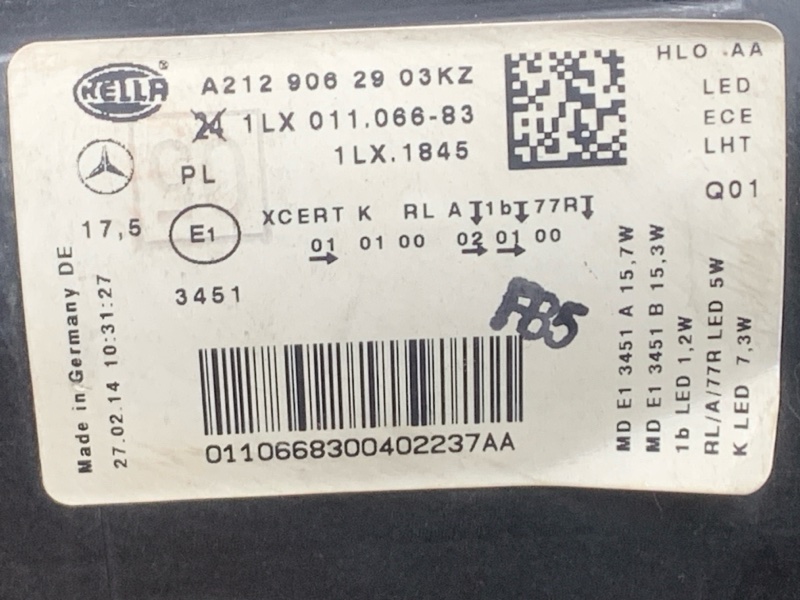 HELLA ®
A212 906 29 03KZ
24 1LX 011.066-83
1LX.1845
PL
17,5
E1
3451
XCERT K RL A 1b 77R
01 01 00 02 01 00
HLO .AA
LED
ECE
LHT
Q01
FB5
0110668300402237AA
Made in Germany DE
27.02.14 10:31:27
MD E1 3451 A 15,7W
MD E1 3451 B 15,3W
1b LED 1,2W
RL/A/77R LED 5W
K LED 7,3W